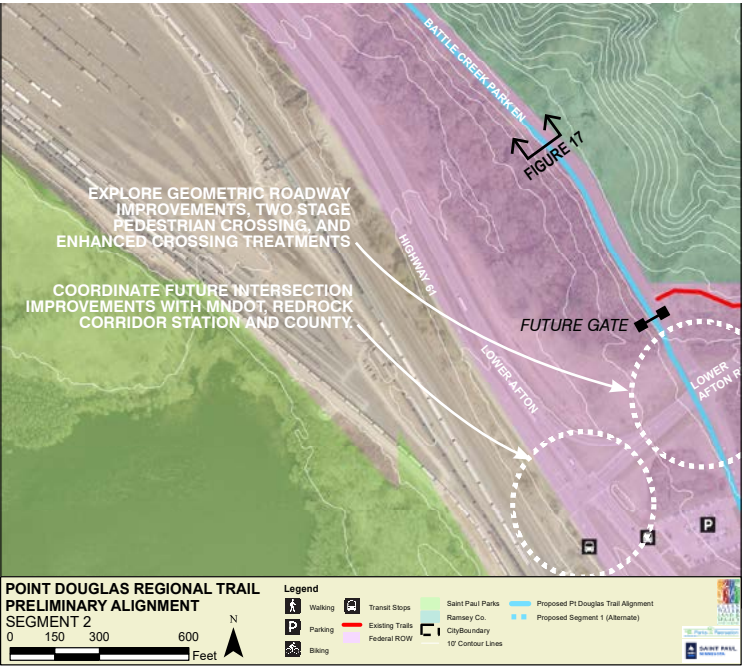 BATTLE CREEK PARK EN
FIGURE 17
EXPLORE GEOMETRIC ROADWAY
IMPROVEMENTS, TWO STAGE
PEDESTRIAN CROSSING, AND
ENHANCED CROSSING TREATMENTS
HIGHWAY 61
COORDINATE FUTURE INTERSECTION
IMPROVEMENTS WITH MNDOT, REDROCK
CORRIDOR STATION AND COUNTY.
FUTURE GATE
LOWER AFTON
LOWER
AFTON R
P
POINT DOUGLAS REGIONAL TRAIL
PRELIMINARY ALIGNMENT
SEGMENT 2
0 150 300 600
Feet
N
Legend
Walking
P Parking
Biking
Transit Stops
Existing Trails
Federal ROW
Saint Paul Parks
Ramsey Co.
CityBoundary
10' Contour Lines
Proposed Pt Douglas Trail Alignment
Proposed Segment 1 (Alternate)
SAINT PAUL